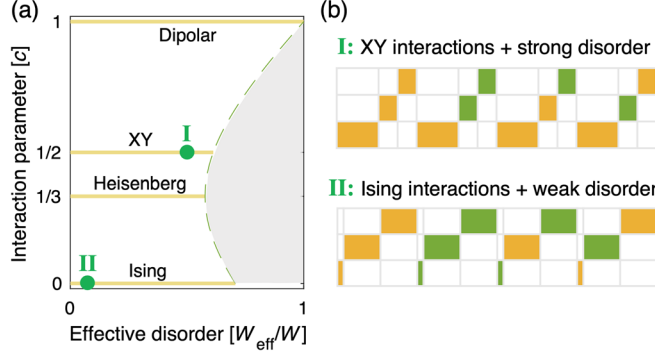 (a)
Interaction parameter [c]
1
Dipolar
I
1/2
XY
1/3
Heisenberg
II
0
Ising
0
1
Effective disorder [W_eff/W]
(b)
I: XY interactions + strong disorder
II: Ising interactions + weak disorder